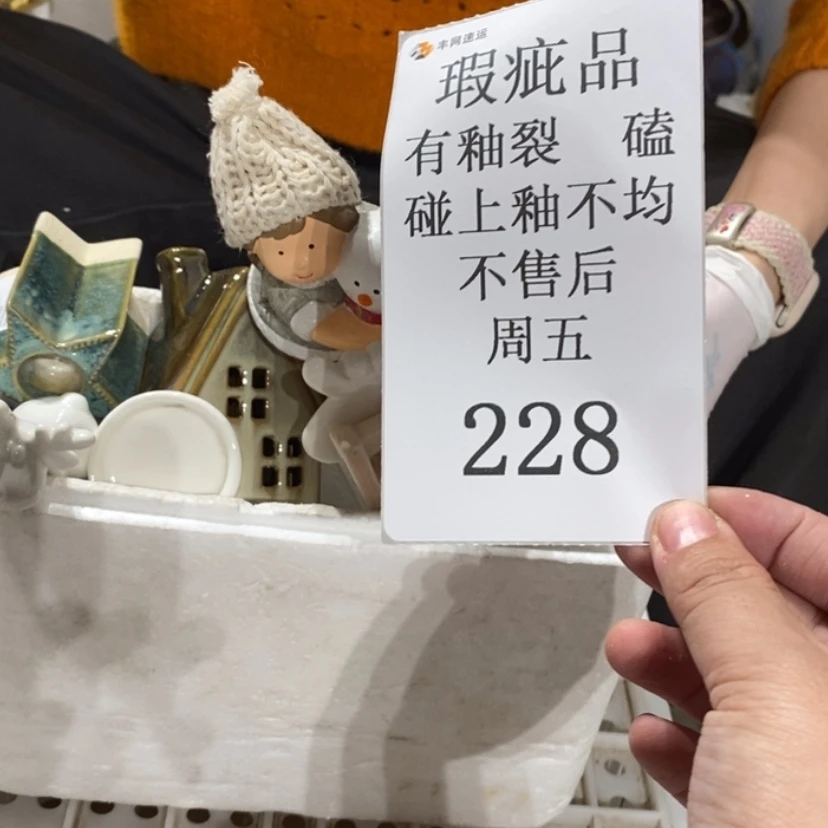 丰网速运
瑕疵品
有釉裂 磕
碰上釉不均
不售后
周五
228